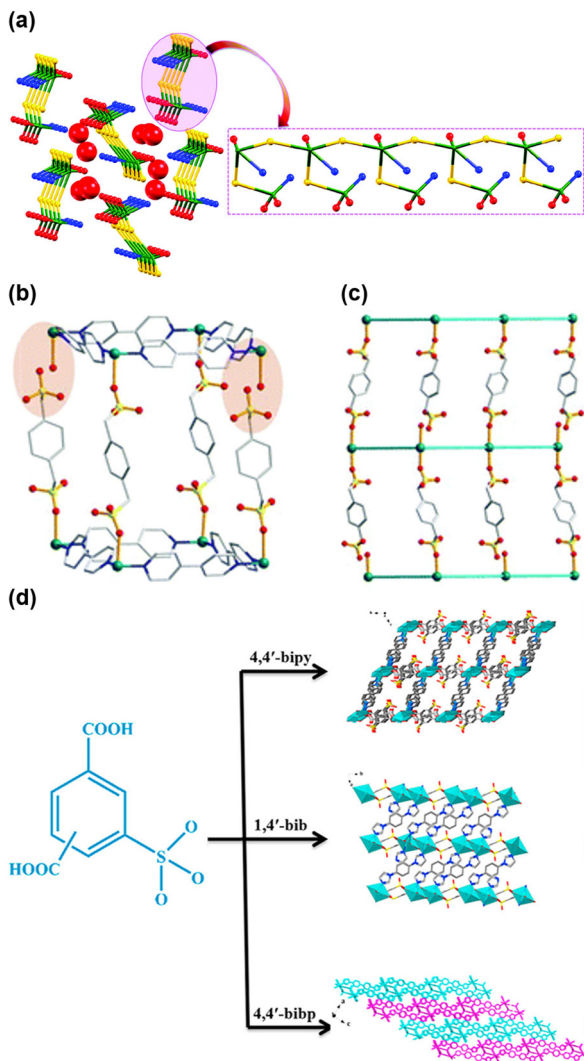 (a)
(b)
(c)
(d)
4,4′-bipy
COOH
HOOC
S
O
O
O
1,4′-bib
4,4′-bibp